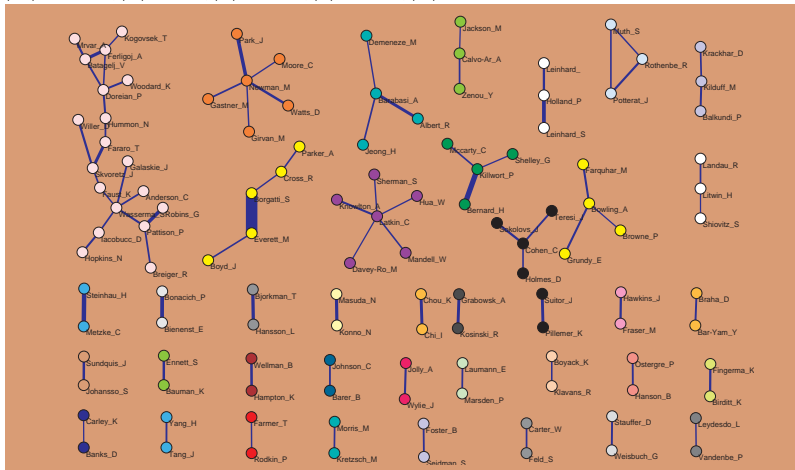 Kogovsek_T
Mrvar_A
Ferligoj_A
Batagelj_V
Woodard_K
Doreian_P
Willer_D
Hummon_N
Fararo_T
Galaskie_J
Skvoretz_J
Faust_K
Anderson_C
Wasserman_S
Robins_G
Pattison_P
Iacobucc_D
Hopkins_N
Breiger_R
Park_J
Moore_C
Newman_M
Gastner_M
Watts_D
Girvan_M
Parker_A
Cross_R
Borgatti_S
Everett_M
Boyd_J
Demeneze_M
Barabasi_A
Albert_R
Jeong_H
Sherman_S
Knowlton_A
Hua_W
Latkin_C
Mandell_W
Davey-Ro_M
Jackson_M
Calvo-Ar_A
Zenou_Y
Mccarty_C
Shelley_G
Killwort_P
Bernard_H
Leinhard_
Holland_P
Leinhard_S
Muth_S
Rothenbe_R
Potterat_J
Krackhar_D
Kilduff_M
Balkundi_P
Farquhar_M
Bowling_A
Browne_P
Grundy_E
Teresi_J
Sokolovs_J
Cohen_C
Holmes_D
Landau_R
Litwin_H
Shiovitz_S
Steinhau_H
Metzke_C
Bonacich_P
Bienenst_E
Bjorkman_T
Hansson_L
Masuda_N
Konno_N
Chou_K
Chi_I
Grabowsk_A
Kosinski_R
Suitor_J
Pillemer_K
Hawkins_J
Fraser_M
Braha_D
Bar-Yam_Y
Sundquis_J
Johansso_S
Ennett_S
Bauman_K
Wellman_B
Hampton_K
Johnson_C
Barer_B
Jolly_A
Wylie_J
Laumann_E
Marsden_P
Boyack_K
Klavans_R
Ostergre_P
Hanson_B
Fingerma_K
Birditt_K
Carley_K
Banks_D
Yang_H
Tang_J
Farmer_T
Rodkin_P
Morris_M
Kretzsch_M
Foster_B
Seidman_S
Carter_W
Feld_S
Stauffer_D
Weisbuch_G
Leydesdo_L
Vandenbe_P